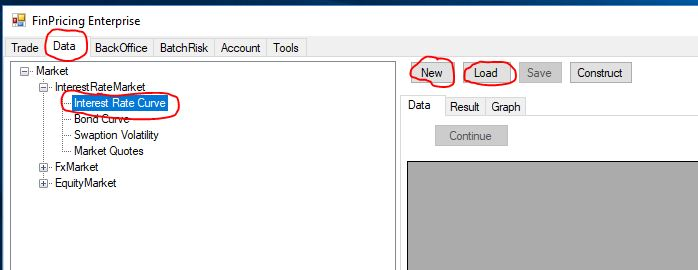 FinPricing Enterprise
Trade Data BackOffice BatchRisk Account Tools
Market
InterestRateMarket
Interest Rate Curve
Bond Curve
Swaption Volatility
Market Quotes
FxMarket
EquityMarket
New Load Save Construct
Data Result Graph
Continue